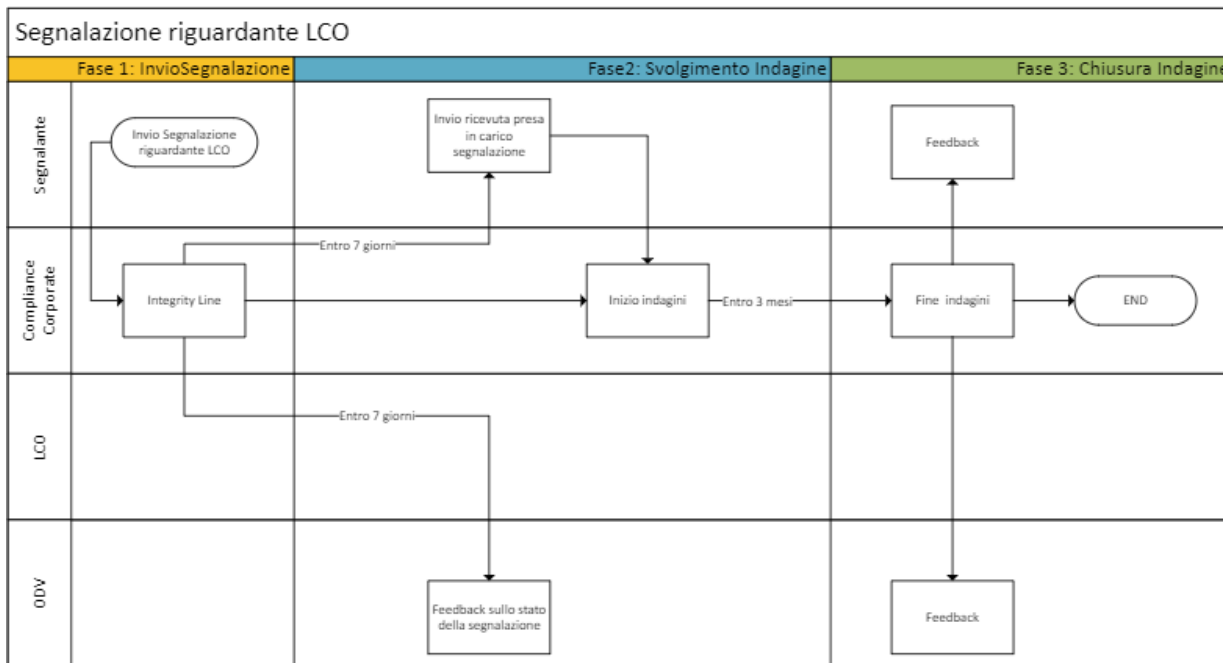 Segnalazione riguardante LCO
Fase 1: InvioSegnalazione
Fase2: Svolgimento Indagine
Fase 3: Chiusura Indagine
Segnalante
Invio Segnalazione
riguardante LCO
Invio ricevuta presa
in carico
segnalazione
Feedback
Compliance
Corporate
Entro 7 giorni
Integrity Line
Inizio indagini
Entro 3 mesi
Fine indagini
END
LCO
Entro 7 giorni
ODV
Feedback sullo stato
della segnalazione
Feedback